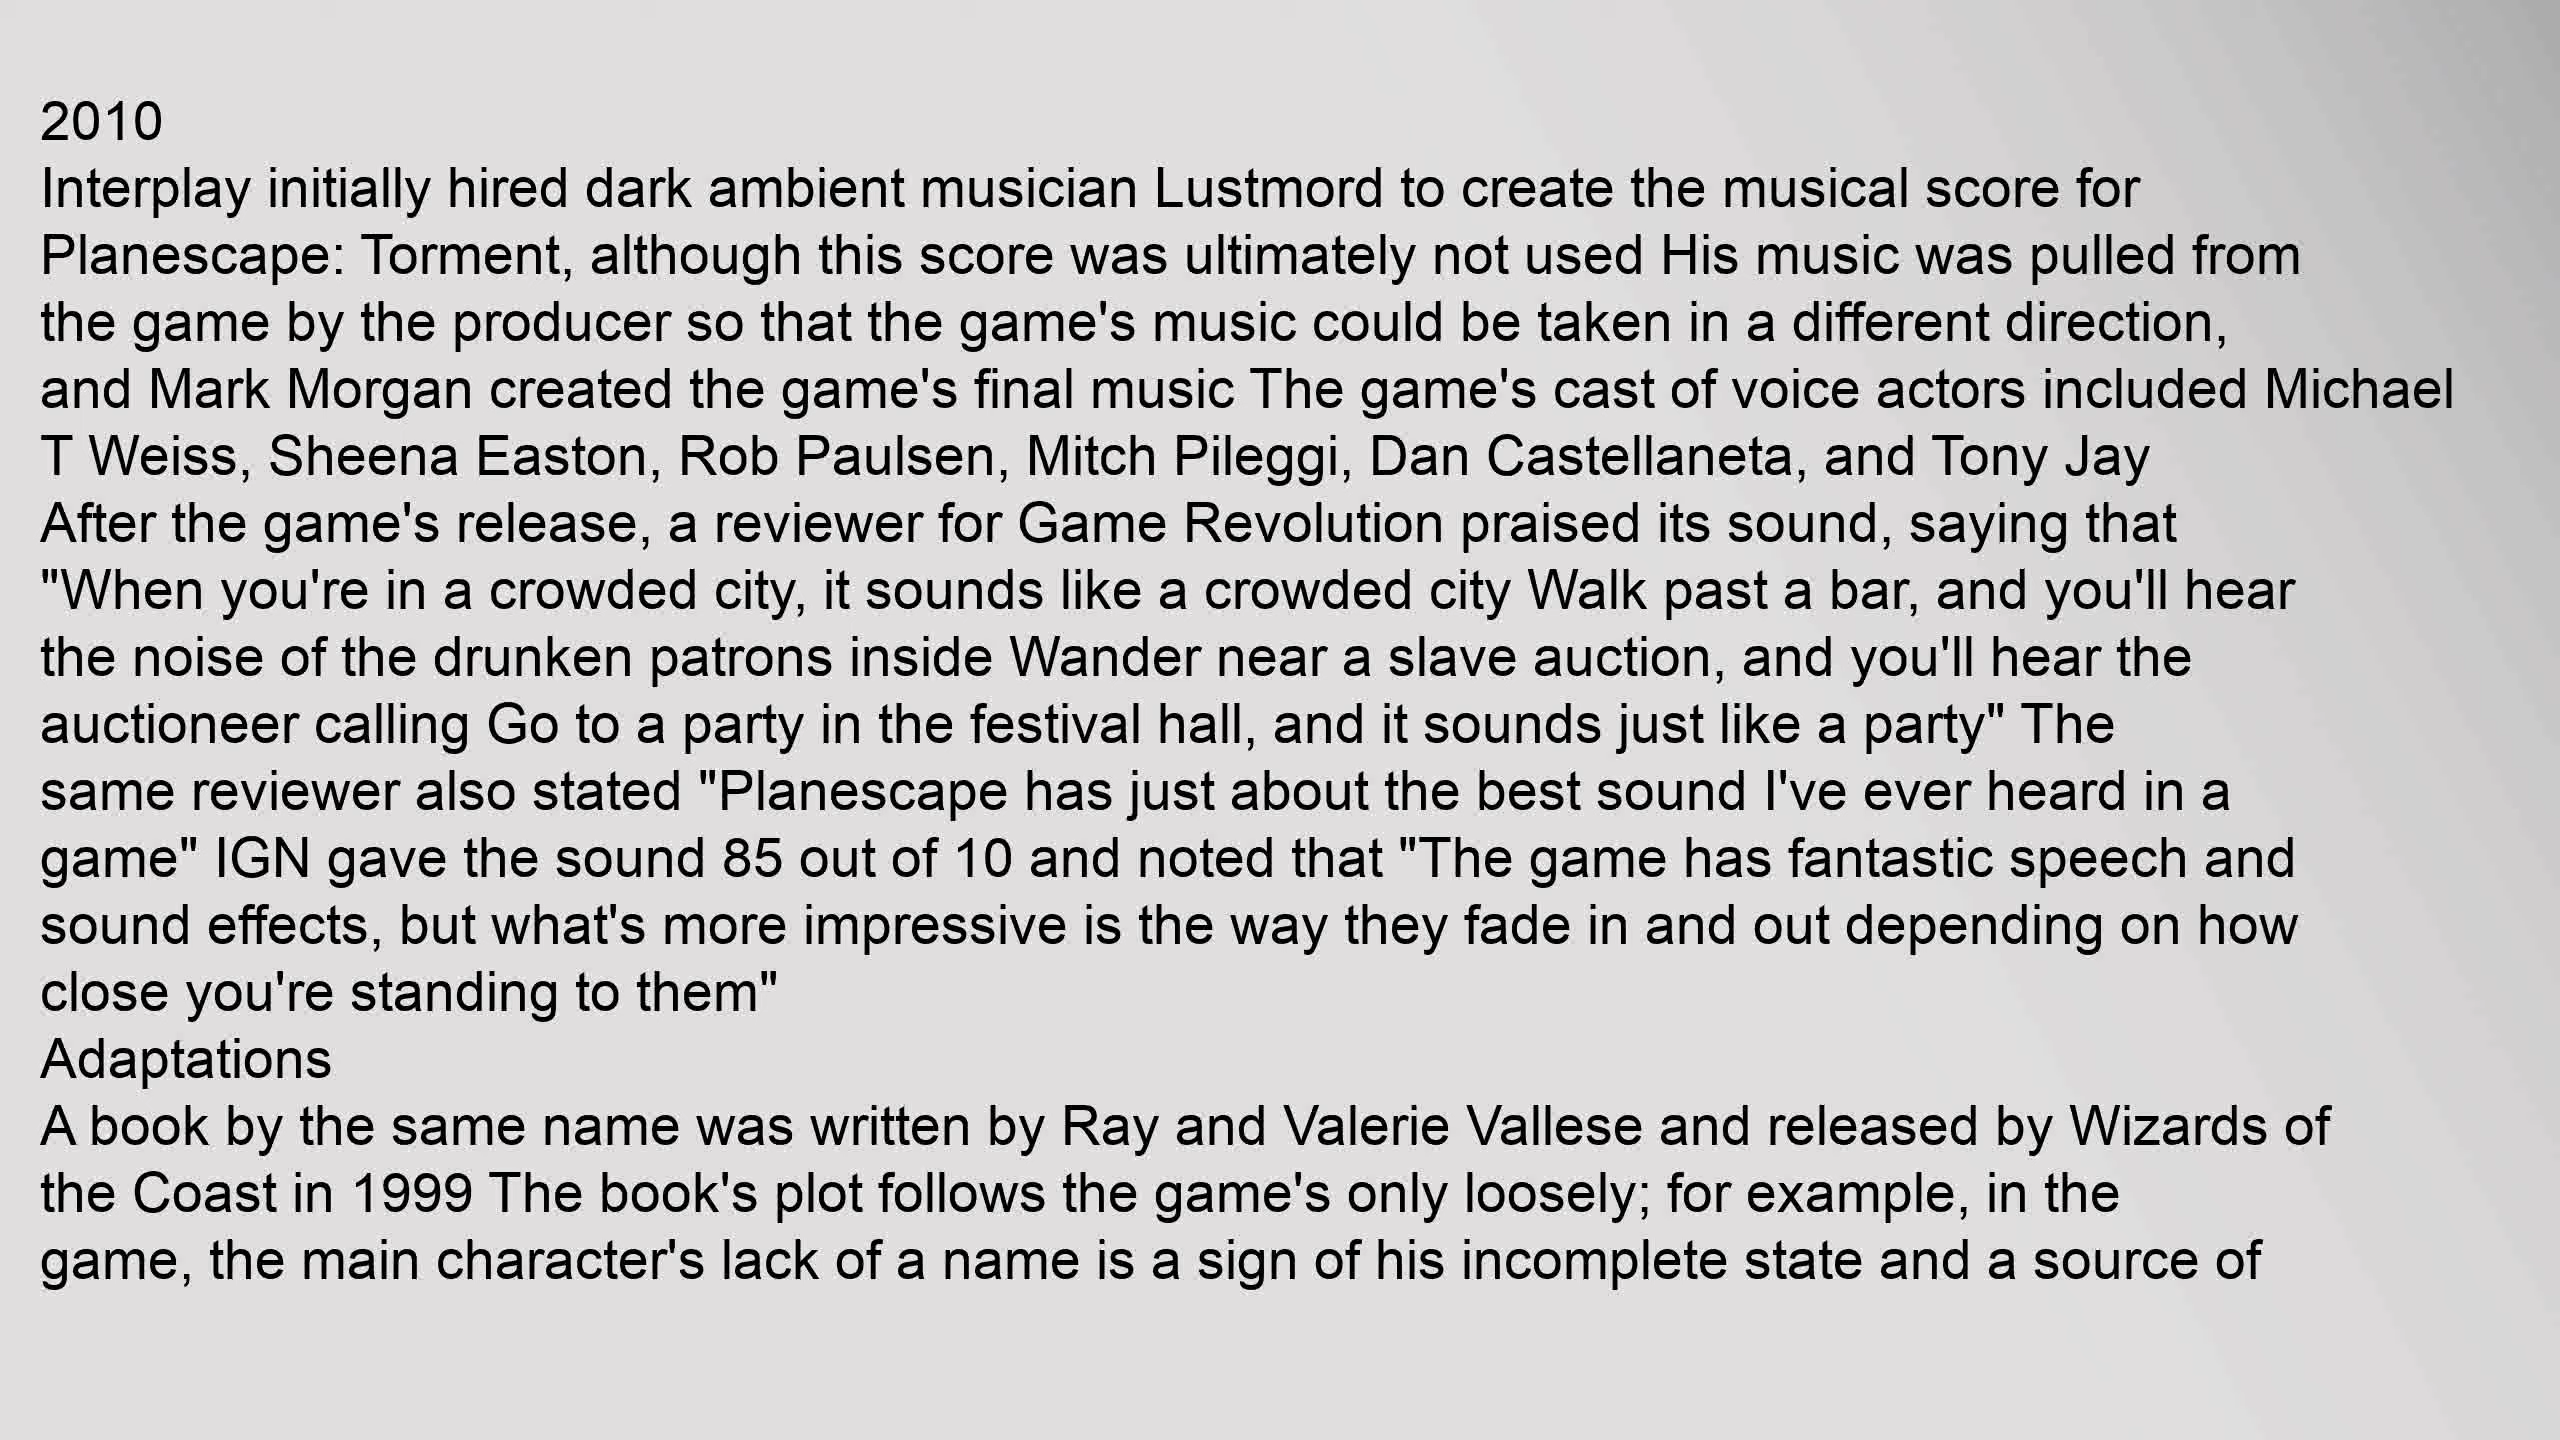 2010
Interplay initially hired dark ambient musician Lustmord to create the musical score for
Planescape: Torment, although this score was ultimately not used His music was pulled from
the game by the producer so that the game's music could be taken in a different direction,
and Mark Morgan created the game's final music The game's cast of voice actors included Michael
T Weiss, Sheena Easton, Rob Paulsen, Mitch Pileggi, Dan Castellaneta, and Tony Jay
After the game's release, a reviewer for Game Revolution praised its sound, saying that
"When you're in a crowded city, it sounds like a crowded city Walk past a bar, and you'll hear
the noise of the drunken patrons inside Wander near a slave auction, and you'll hear the
auctioneer calling Go to a party in the festival hall, and it sounds just like a party" The
same reviewer also stated "Planescape has just about the best sound I've ever heard in a
game" IGN gave the sound 85 out of 10 and noted that "The game has fantastic speech and
sound effects, but what's more impressive is the way they fade in and out depending on how
close you're standing to them"
Adaptations
A book by the same name was written by Ray and Valerie Vallese and released by Wizards of
the Coast in 1999 The book's plot follows the game's only loosely; for example, in the
game, the main character's lack of a name is a sign of his incomplete state and a source of